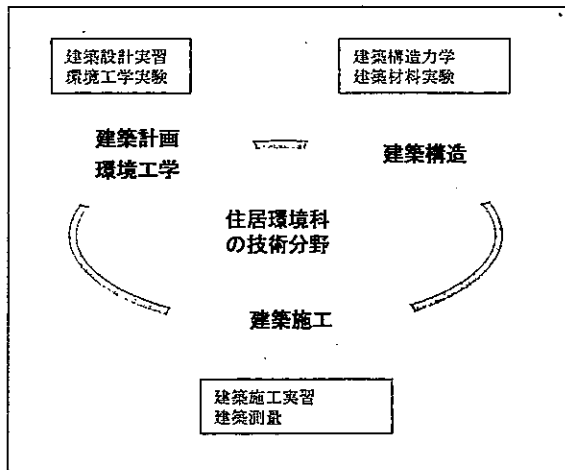 建築設計実習
環境工学実験
建築構造力学
建築材料実験
建築計画
環境工学
建築構造
住居環境科
の技術分野
建築施工
建築施工実習
建築測量